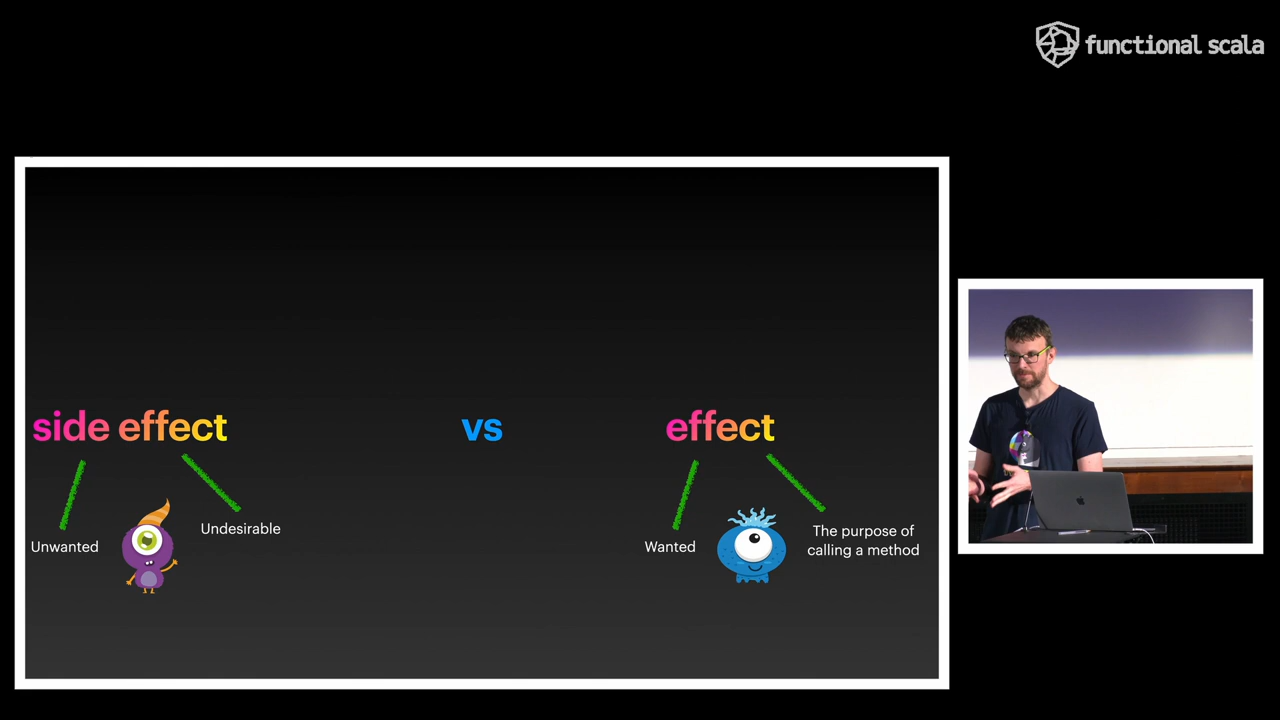 functional scala
side effect vs effect
Unwanted
Undesirable
Wanted
The purpose of
calling a method